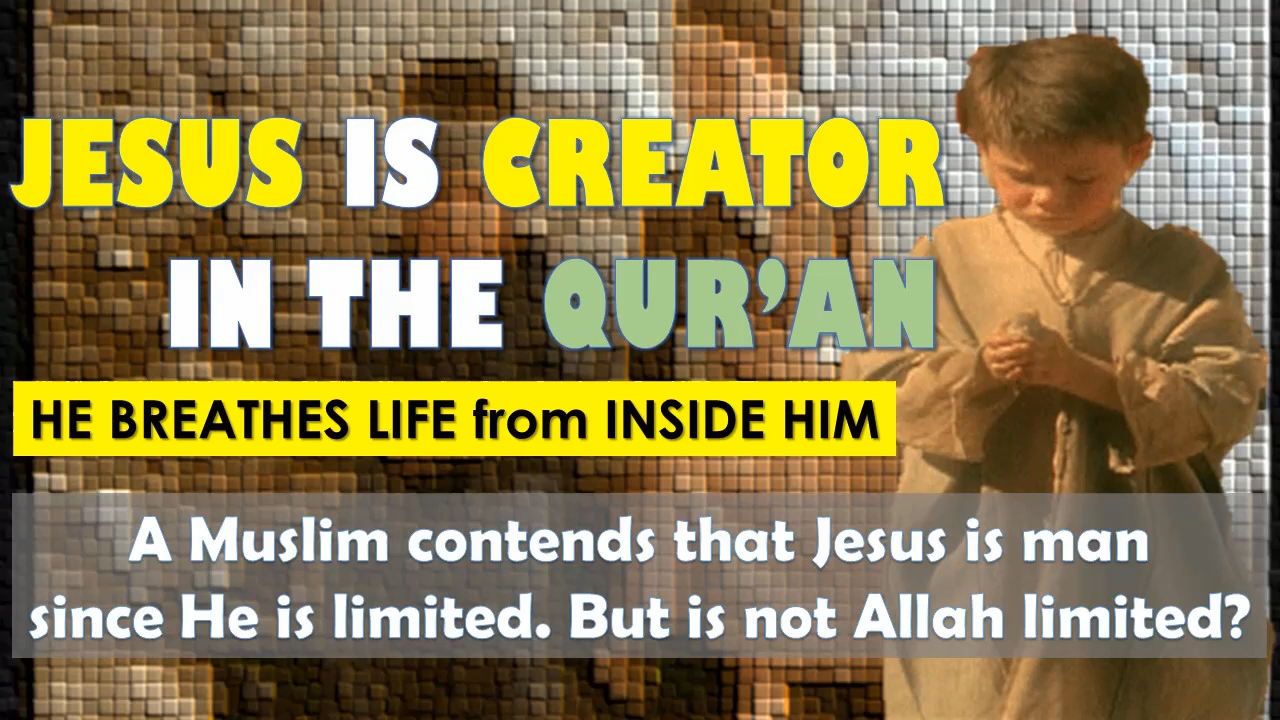 JESUS IS CREATOR
IN THE QUR’AN
HE BREATHES LIFE from INSIDE HIM
A Muslim contends that Jesus is man
since He is limited. But is not Allah limited?